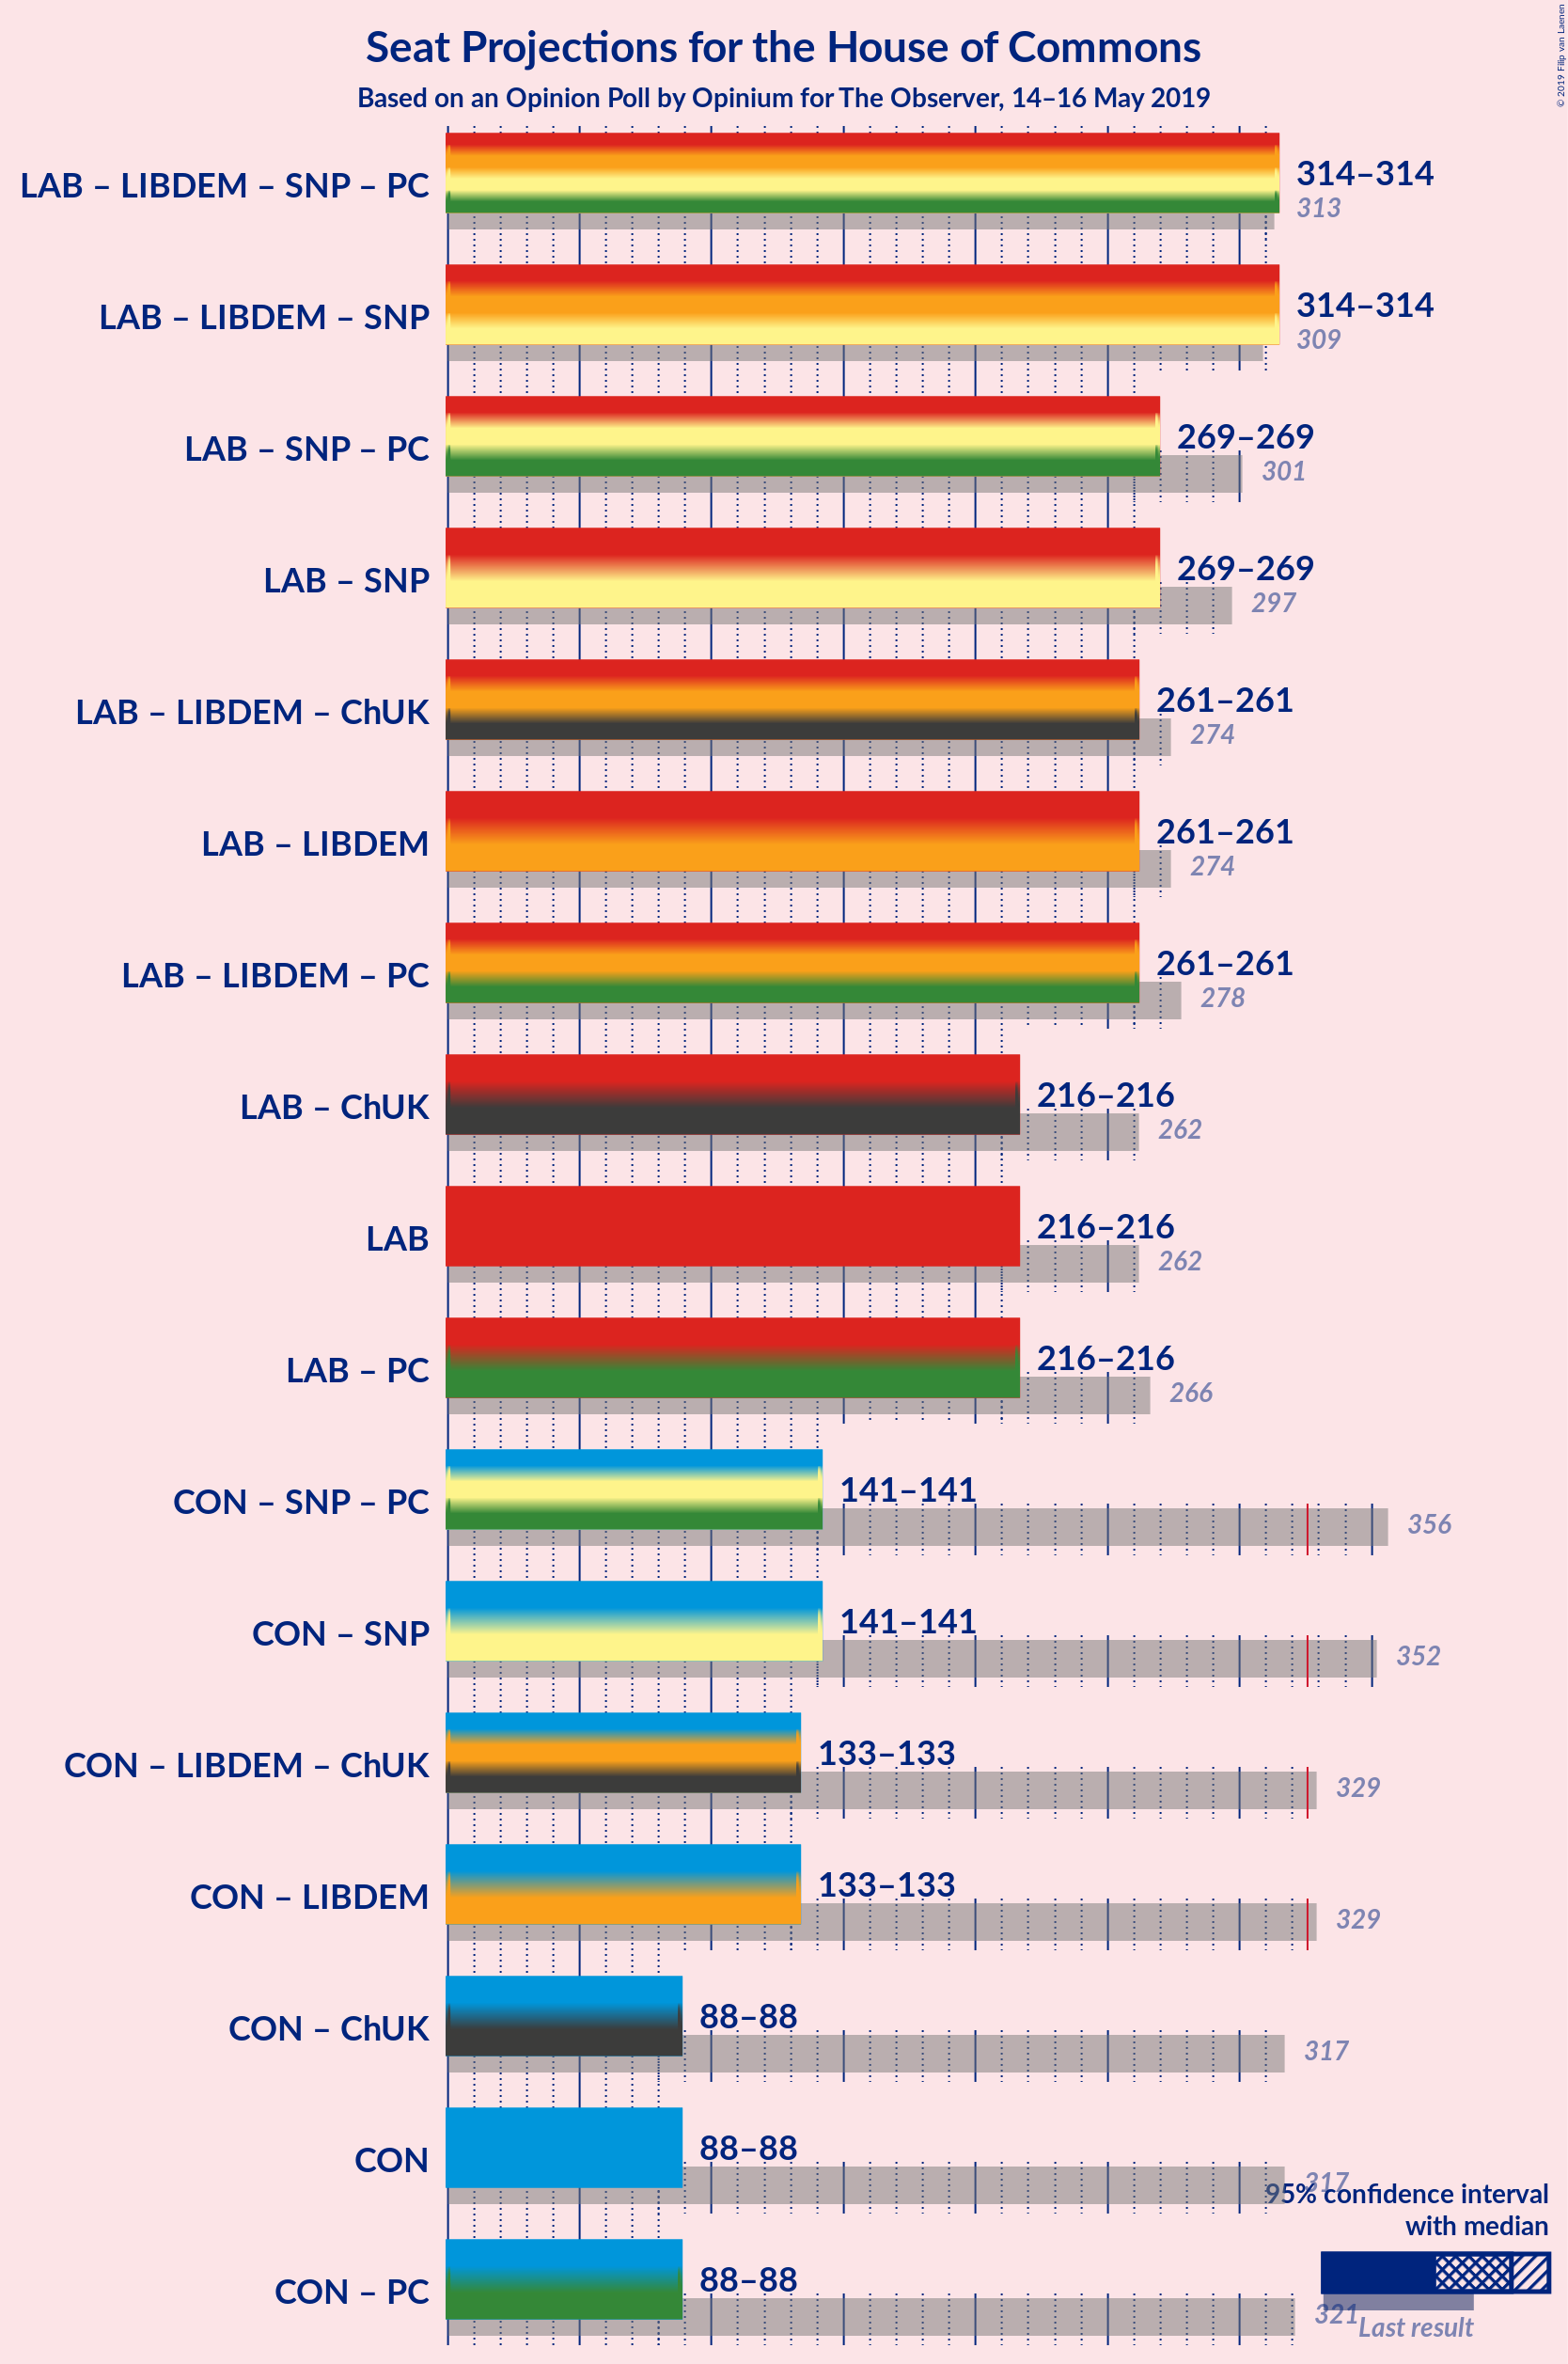 Seat Projections for the House of Commons
Based on an Opinion Poll by Opinium for The Observer, 14–16 May 2019
© 2019 Filip van Laenen
LAB – LIBDEM – SNP – PC
314–314
313
LAB – LIBDEM – SNP
314–314
309
LAB – SNP – PC
269–269
301
LAB – SNP
269–269
297
LAB – LIBDEM – ChUK
261–261
274
LAB – LIBDEM
261–261
274
LAB – LIBDEM – PC
261–261
278
LAB – ChUK
216–216
262
LAB
216–216
262
LAB – PC
216–216
266
CON – SNP – PC
141–141
356
CON – SNP
141–141
352
CON – LIBDEM – ChUK
133–133
329
CON – LIBDEM
133–133
329
CON – ChUK
88–88
317
CON
88–88
317
CON – PC
88–88
321
95% confidence interval
with median
Last result